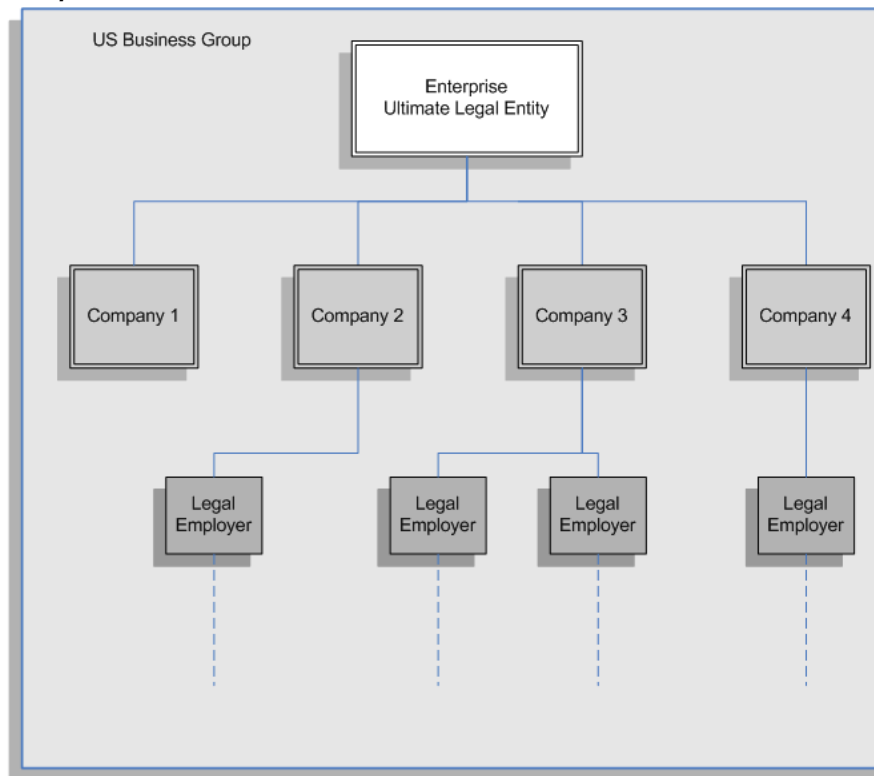 US Business Group
Enterprise
Ultimate Legal Entity
Company 1
Company 2
Company 3
Company 4
Legal
Employer
Legal
Employer
Legal
Employer
Legal
Employer